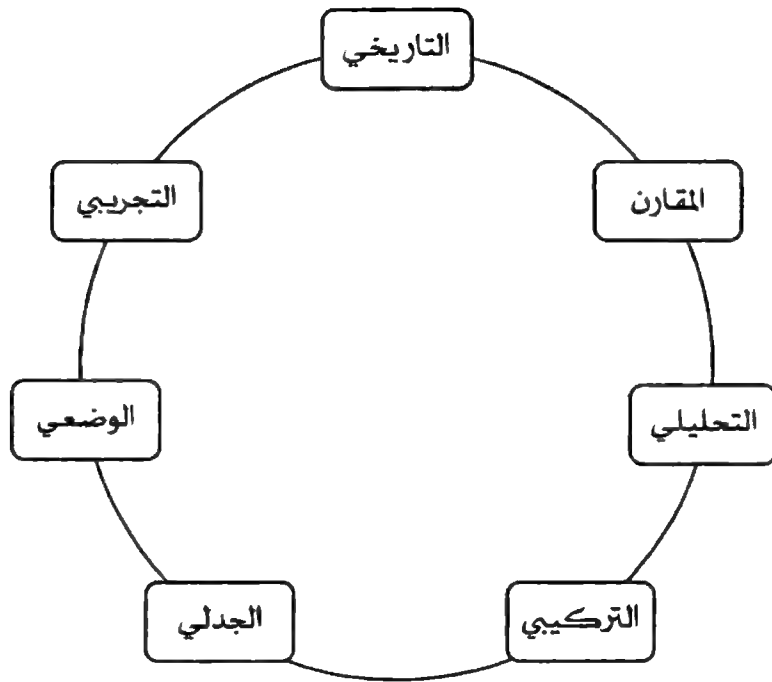 التاريخي
المقارن
التحليلي
التركيبي
الجدلي
الوضعي
التجريبي